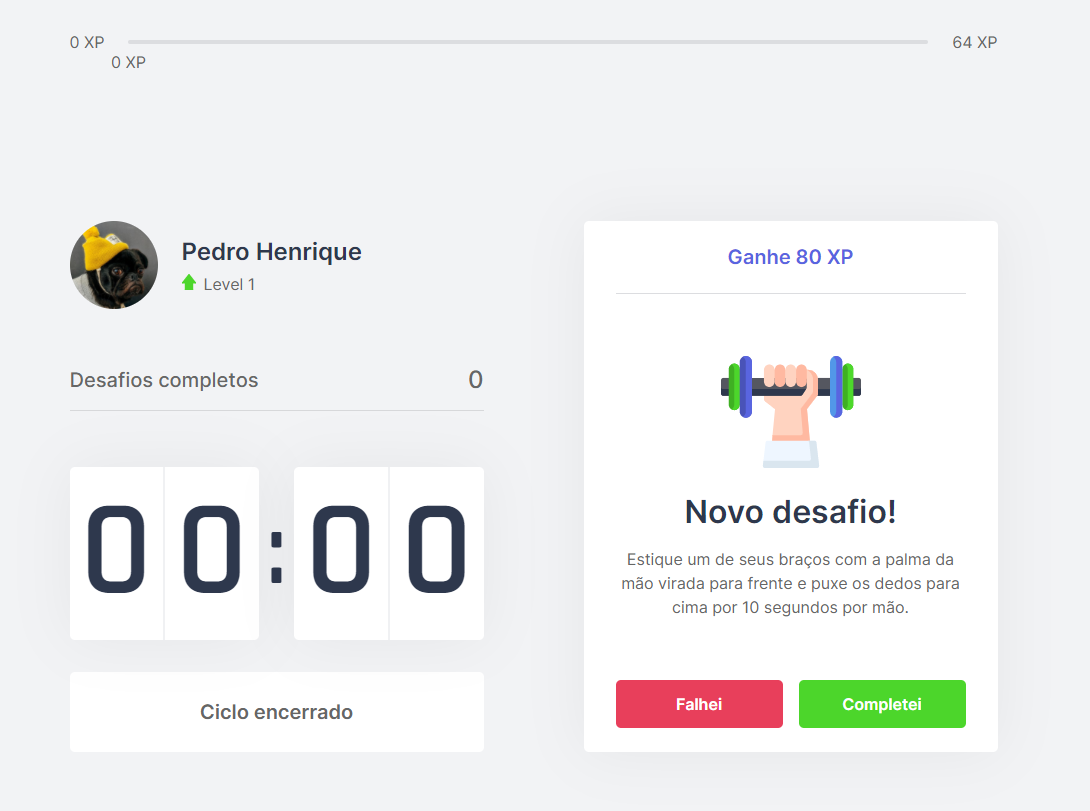 0 XP
64 XP
0 XP
Pedro Henrique
Level 1
Desafios completos
0
00:00
Ciclo encerrado
Ganhe 80 XP
Novo desafio!
Estique um de seus braços com a palma da
mão virada para frente e puxe os dedos para
cima por 10 segundos por mão.
Falhei
Completei